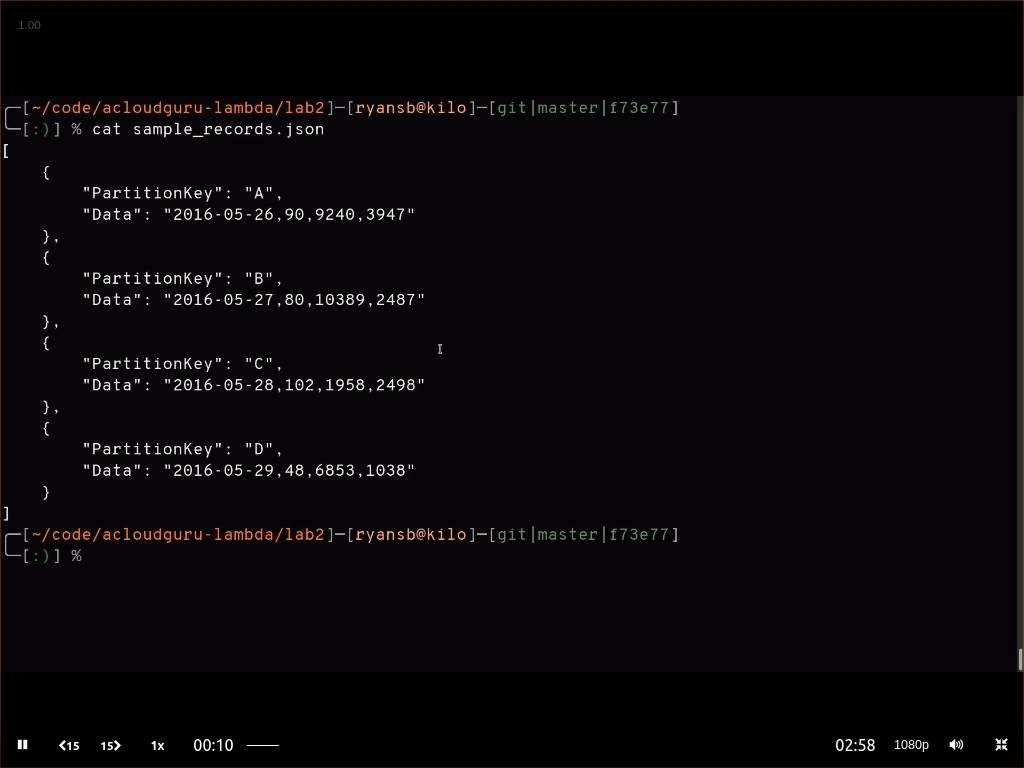 1.00
[~/code/acloudguru-lambda/lab2]—[ryansb@kilo]—[git|master|f73e77]
[:)] % cat sample_records.json
[
    {
        "PartitionKey": "A",
        "Data": "2016-05-26,90,9240,3947"
    },
    {
        "PartitionKey": "B",
        "Data": "2016-05-27,80,10389,2487"
    },
    {
        "PartitionKey": "C",
        "Data": "2016-05-28,102,1958,2498"
    },
    {
        "PartitionKey": "D",
        "Data": "2016-05-29,48,6853,1038"
    }
]
[~/code/acloudguru-lambda/lab2]—[ryansb@kilo]—[git|master|f73e77]
[:)] %
15 15 1x 00:10 02:58 1080p